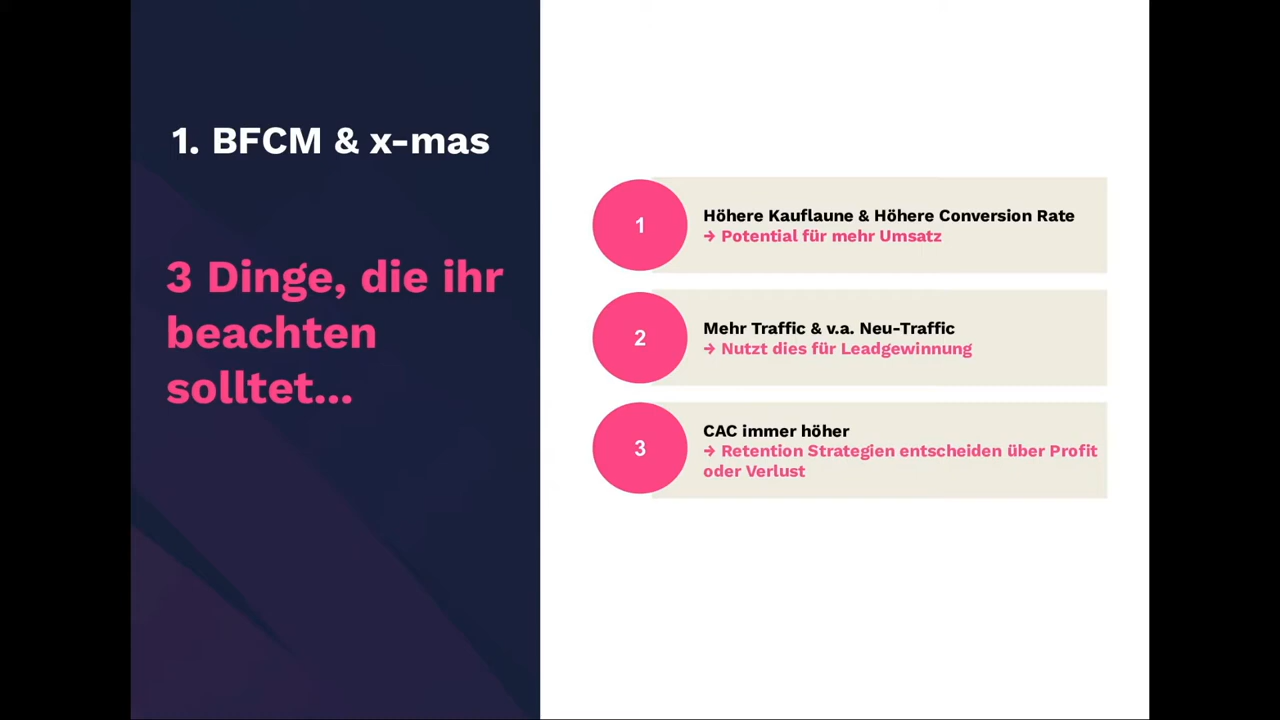 1. BFCM & x-mas
3 Dinge, die ihr
beachten
solltet...
1
Höhere Kauflaune & Höhere Conversion Rate
→ Potential für mehr Umsatz
2
Mehr Traffic & v.a. Neu-Traffic
→ Nutzt dies für Leadgewinnung
3
CAC immer höher
→ Retention Strategien entscheiden über Profit
oder Verlust